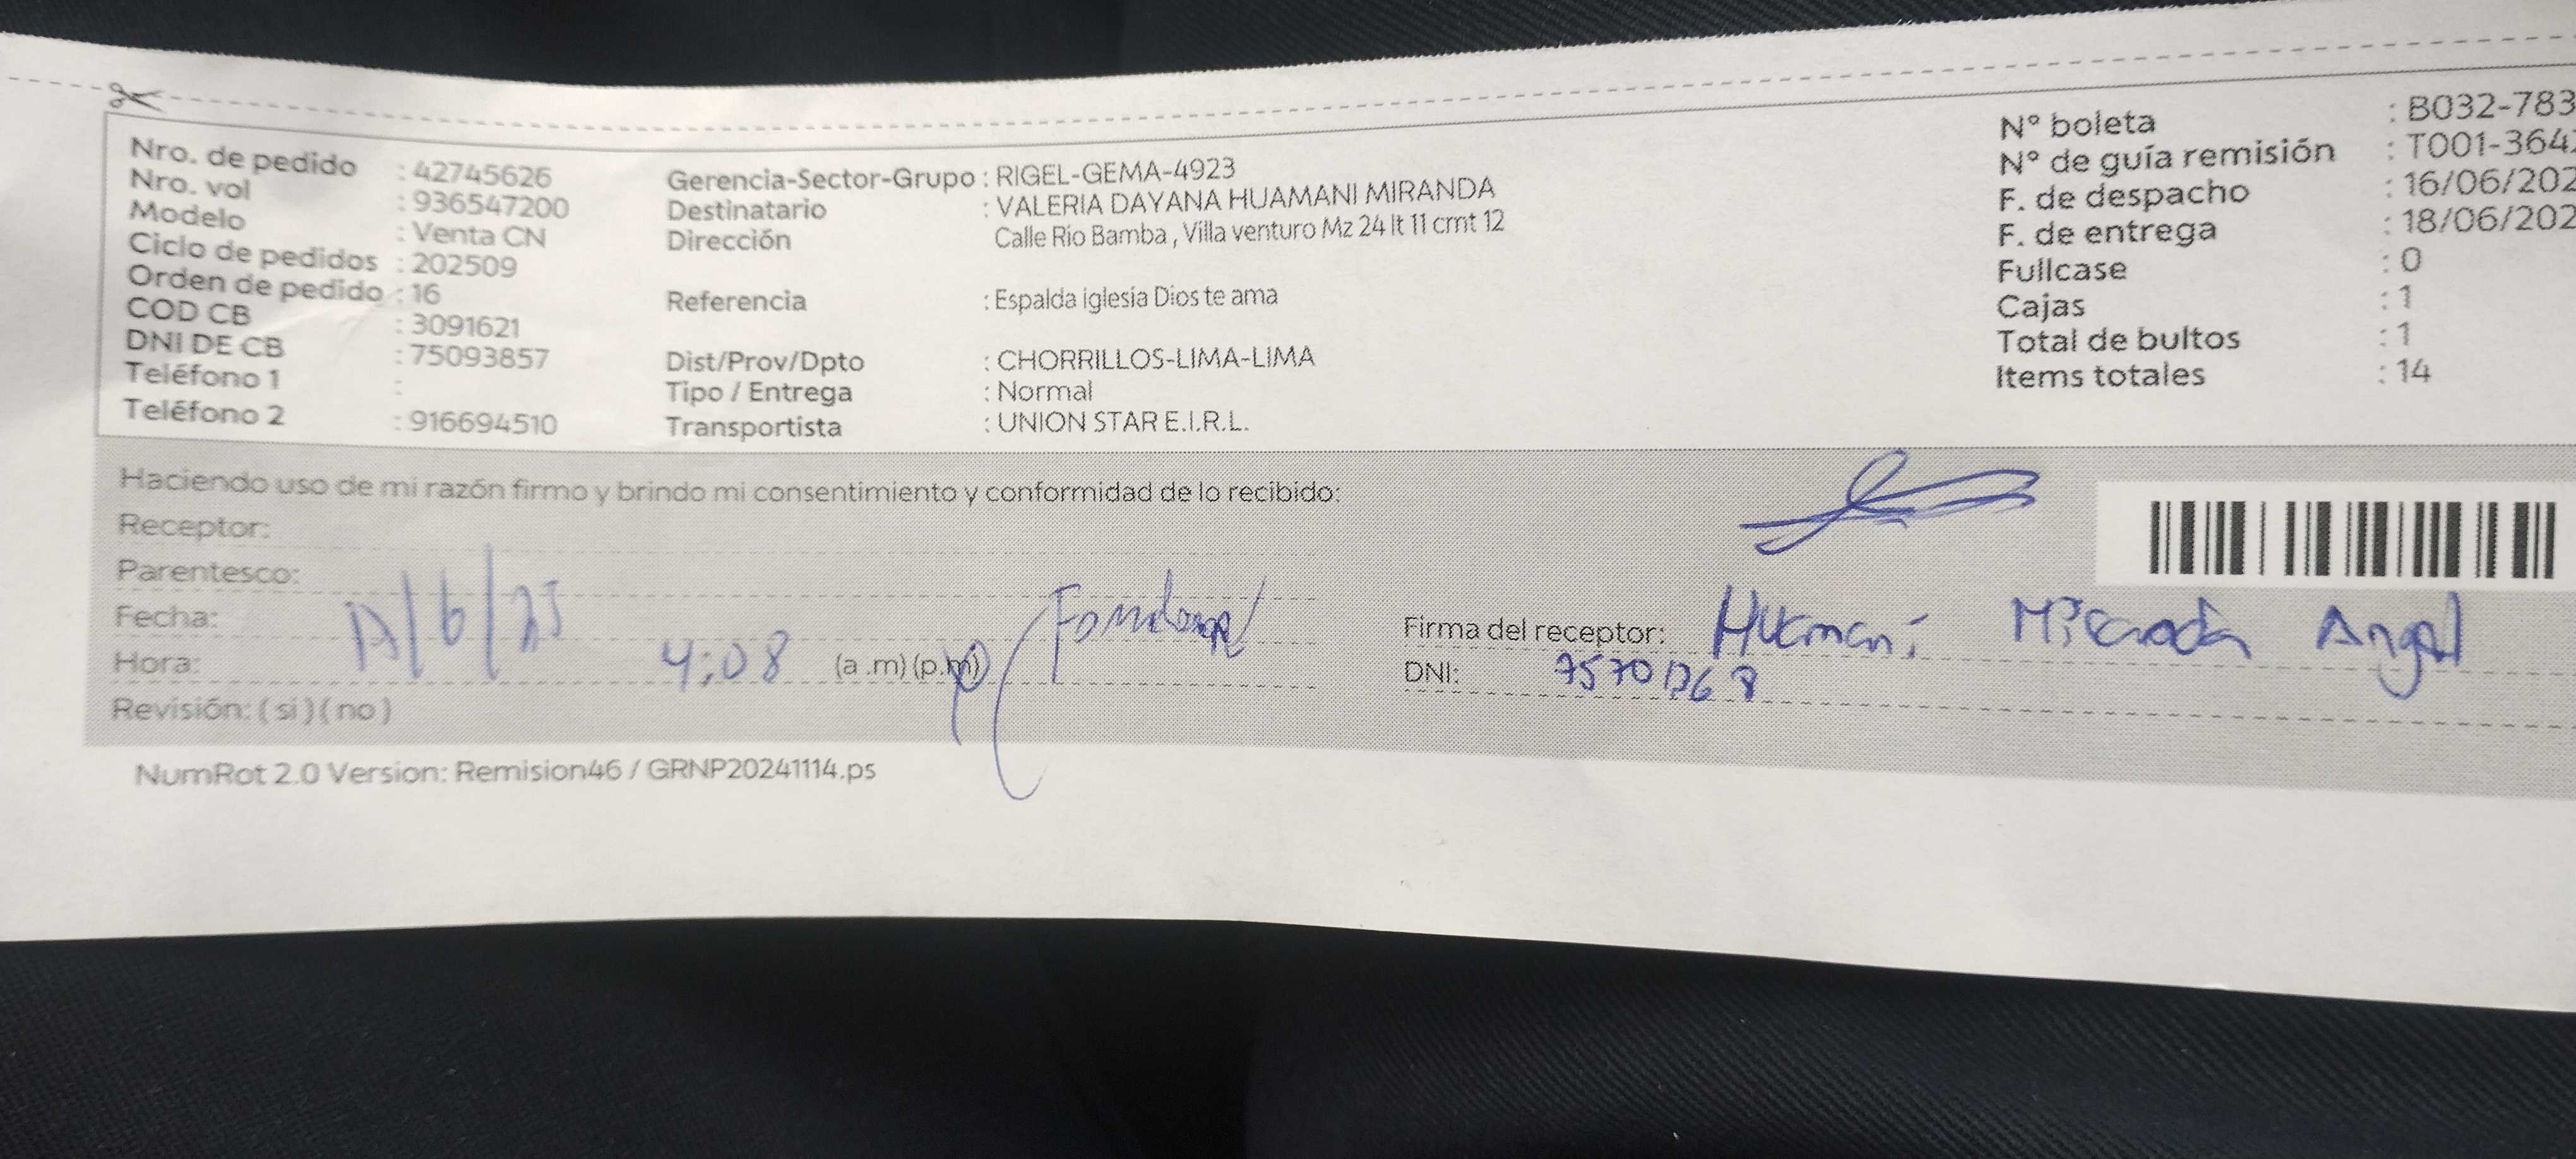 Nro. de pedido : 42745626
Nro. vol : 936547200
Modelo : Venta CN
Ciclo de pedidos : 202509
Orden de pedido : 16
COD CB : 3091621
DNI DE CB : 75093857
Teléfono 1 :
Teléfono 2 : 916694510
Gerencia-Sector-Grupo : RIGEL-GEMA-4923
Destinatario : VALERIA DAYANA HUAMANI MIRANDA
Dirección Calle Rio Bamba , Villa venturo Mz 24 lt 11 cmt 12
Referencia : Espalda iglesia Dios te ama
Dist/Prov/Dpto : CHORRILLOS-LIMA-LIMA
Tipo / Entrega : Normal
Transportista : UNION STAR E.I.R.L.
N° boleta : B032-783
N° de guía remisión : T001-364
F. de despacho : 16/06/202
F. de entrega : 18/06/202
Fullcase : 0
Cajas : 1
Total de bultos : 1
Items totales : 14
Haciendo uso de mi razón firmo y brindo mi consentimiento y conformidad de lo recibido:
Receptor:
Parentesco:
Fecha:
Hora: 4:08 (a .m) (p.m)
Revisión: ( si ) ( no )
Firma del receptor: Huamaní Miranda Angel
DNI:
NumRot 2.0 Version: Remision46 / GRNP20241114.ps